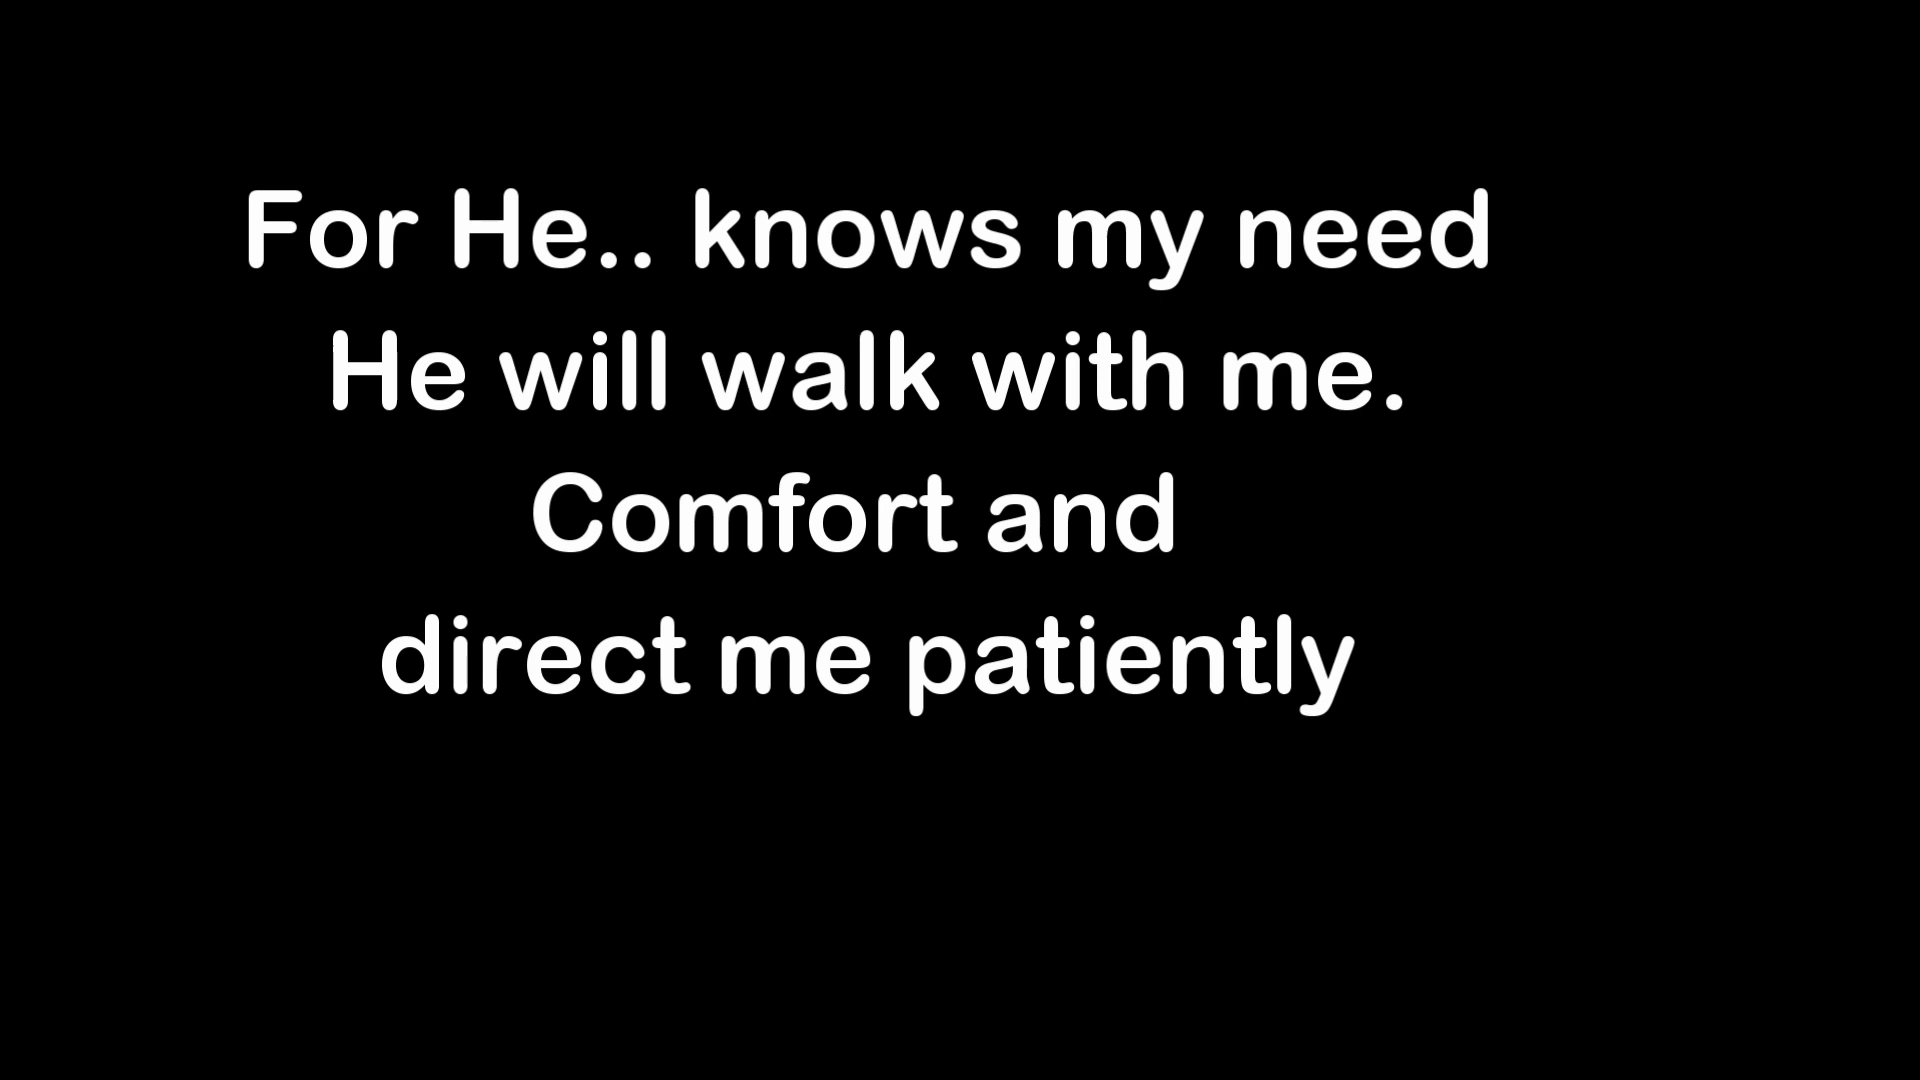 For He.. knows my need
He will walk with me.
Comfort and
direct me patiently